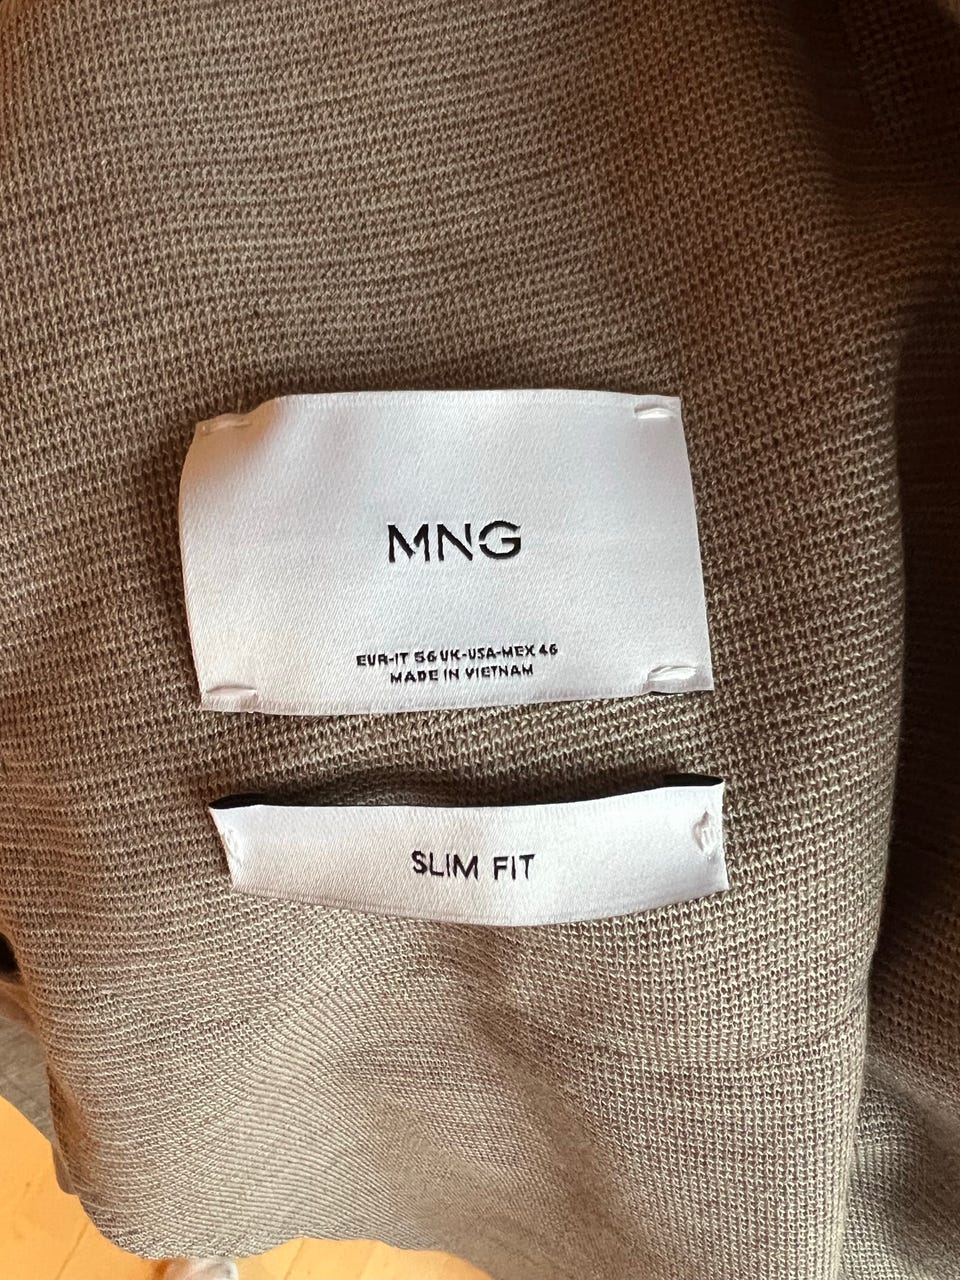 MNG
EUR-IT 56 UK-USA-MEX 46
MADE IN VIETNAM
SLIM FIT